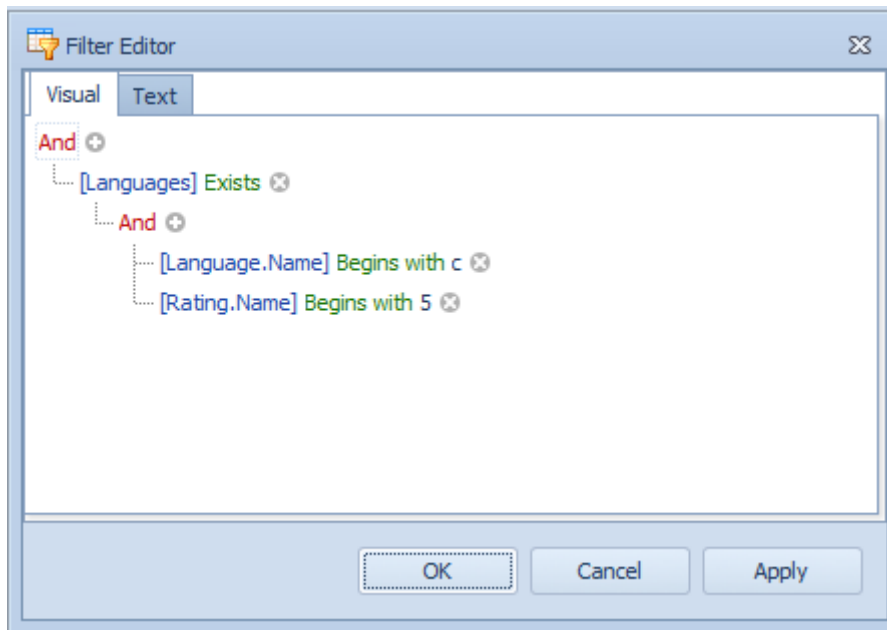 Filter Editor
Visual Text
And
[Languages] Exists
And
[Language.Name] Begins with c
[Rating.Name] Begins with 5
OK Cancel Apply